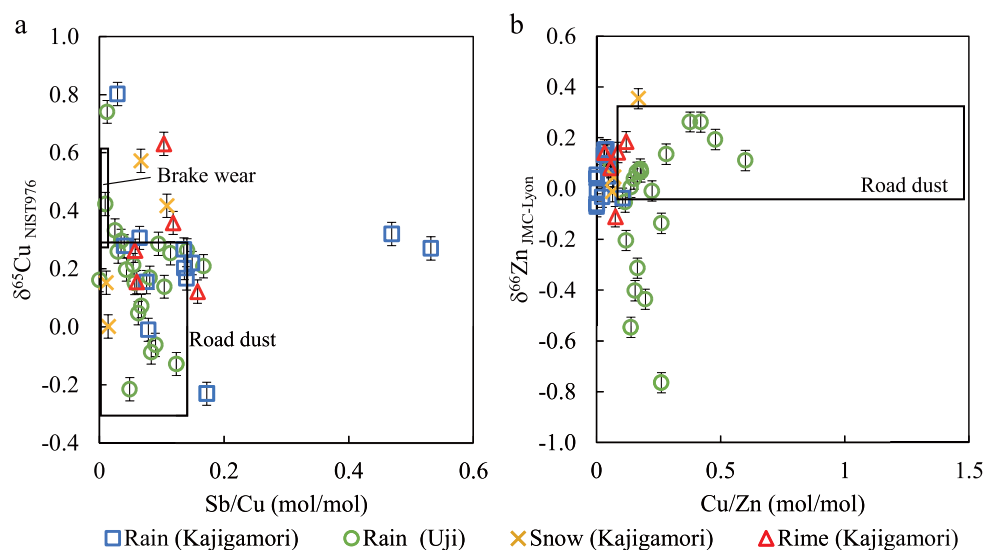 a
b
1.0
0.8
0.6
0.4
0.2
0.0
-0.2
-0.4
δ65Cu NIST976
Brake wear
Road dust
0
0.2
0.4
0.6
Sb/Cu (mol/mol)
0.6
0.4
0.2
0.0
-0.2
-0.4
-0.6
-0.8
-1.0
δ66Zn JMC-Lyon
Road dust
0
0.5
1
1.5
Cu/Zn (mol/mol)
Rain (Kajigamori) Rain (Uji) Snow (Kajigamori) Rime (Kajigamori)